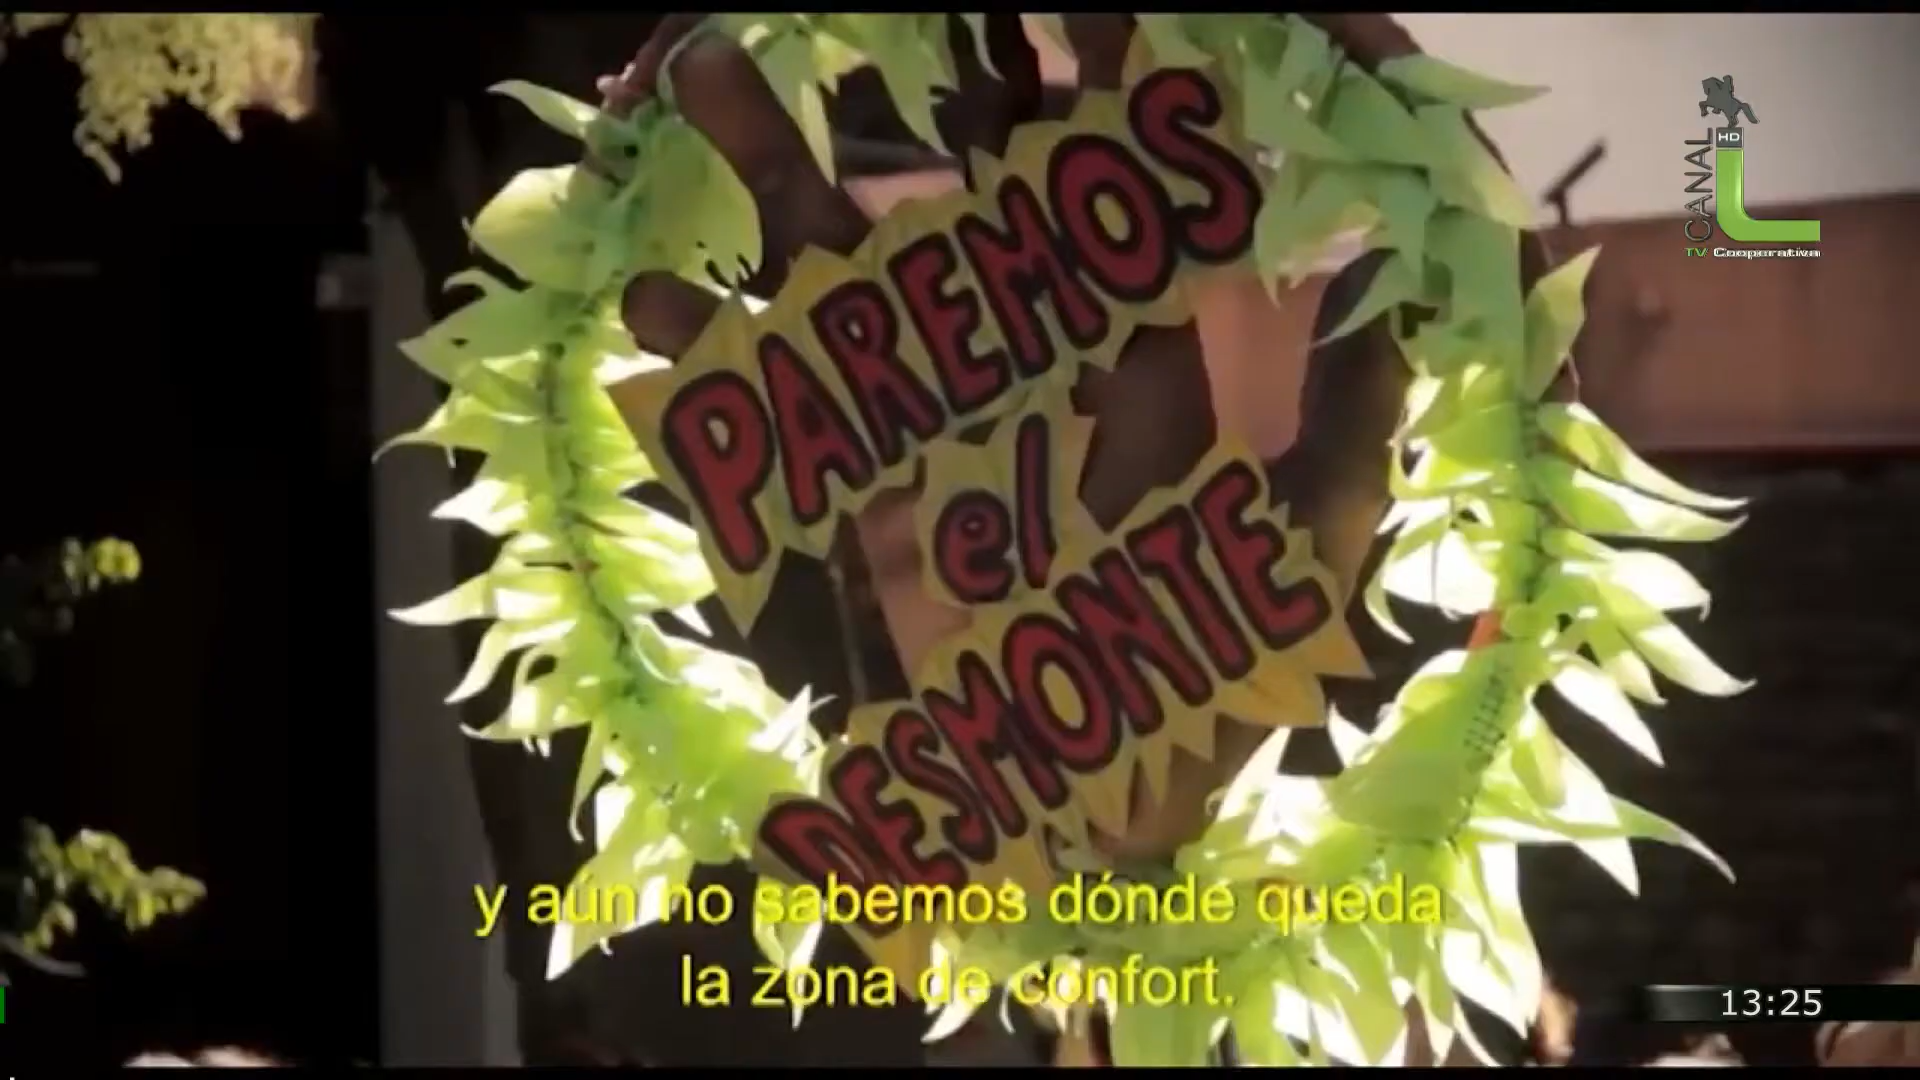 PAREMOS
el
DESMONTE
CANAL
HD
L
TV Cooperativa
y aún no sabemos dónde queda
la zona de confort.
13:25